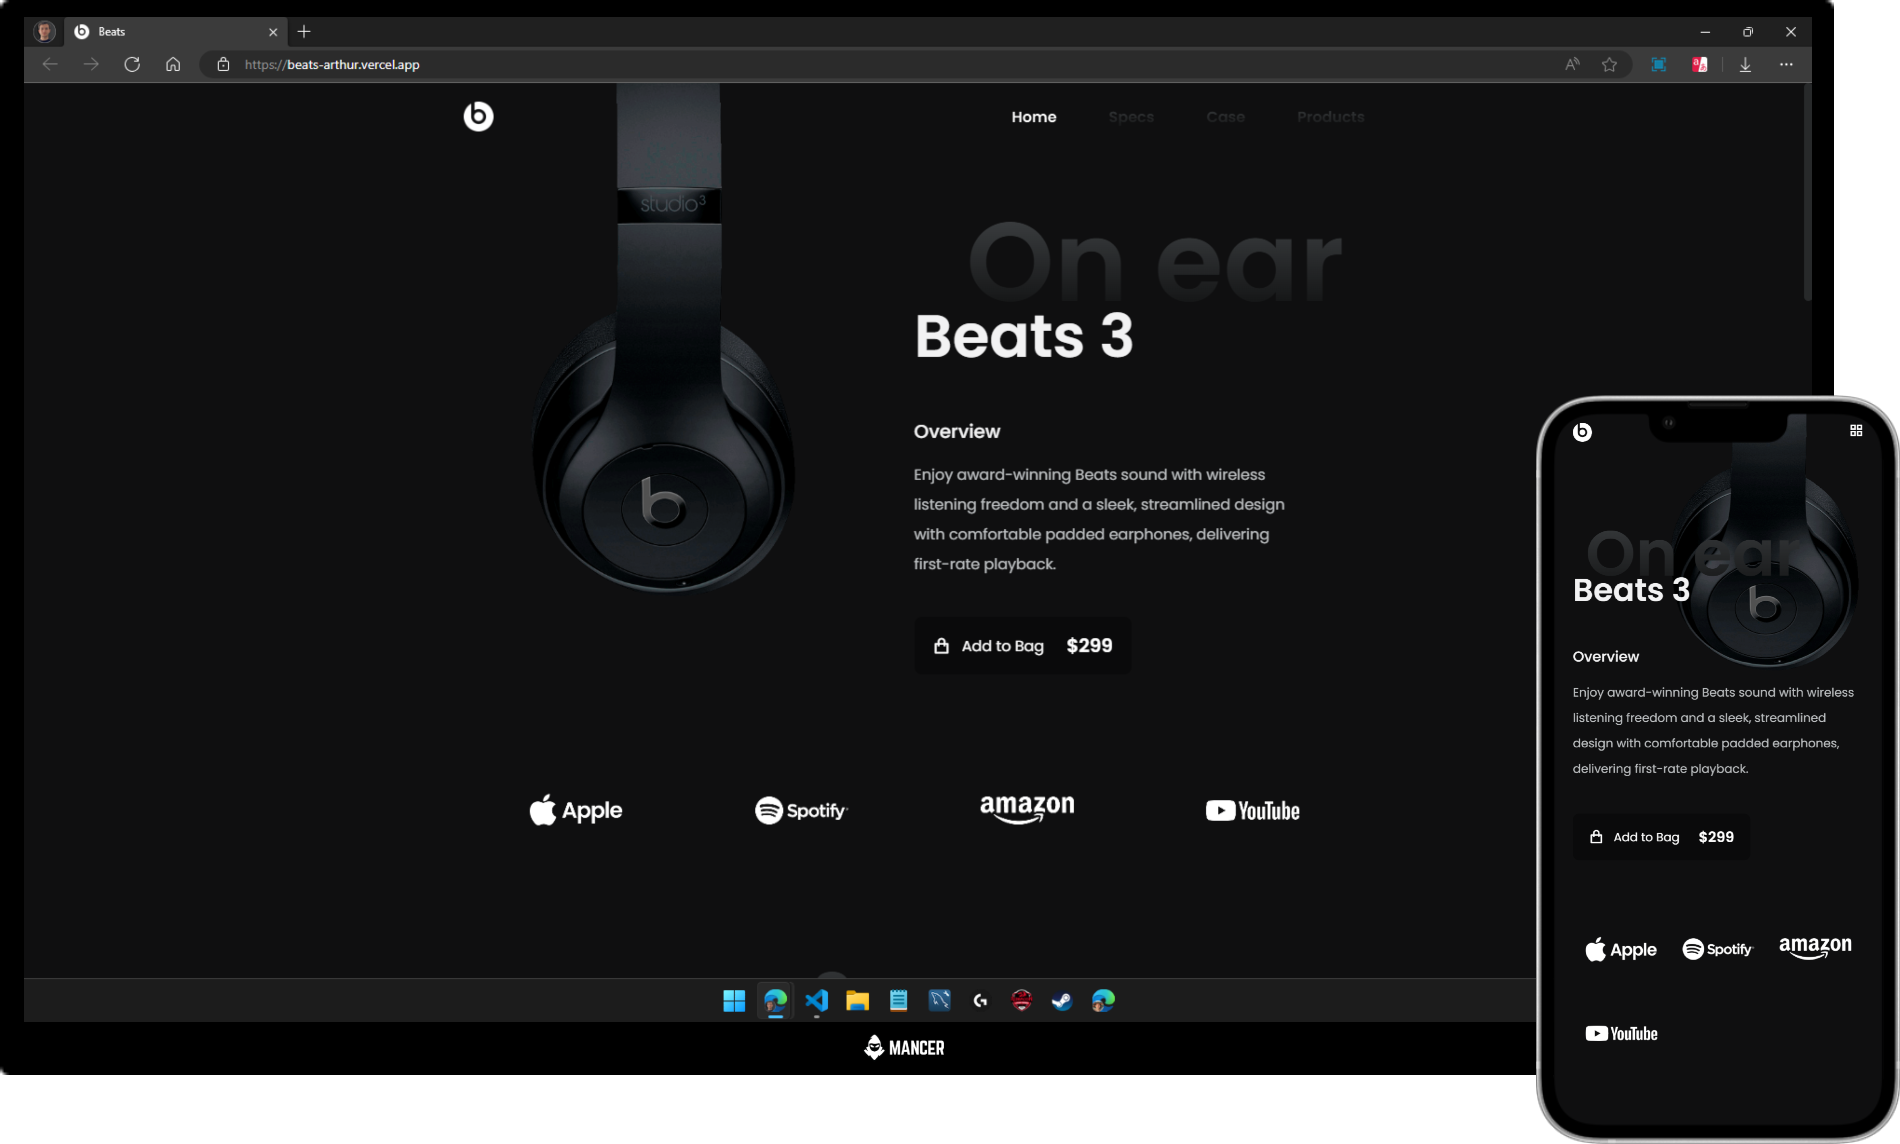 Beats
https://beats-arthur.vercel.app
Home Specs Case Products
studio3
On ear
Beats 3
Overview
Enjoy award-winning Beats sound with wireless
listening freedom and a sleek, streamlined design
with comfortable padded earphones, delivering
first-rate playback.
Add to Bag $299
Apple Spotify amazon YouTube
MANCER
On ear
Beats 3
Overview
Enjoy award-winning Beats sound with wireless
listening freedom and a sleek, streamlined
design with comfortable padded earphones,
delivering first-rate playback.
Add to Bag $299
Apple Spotify amazon
YouTube